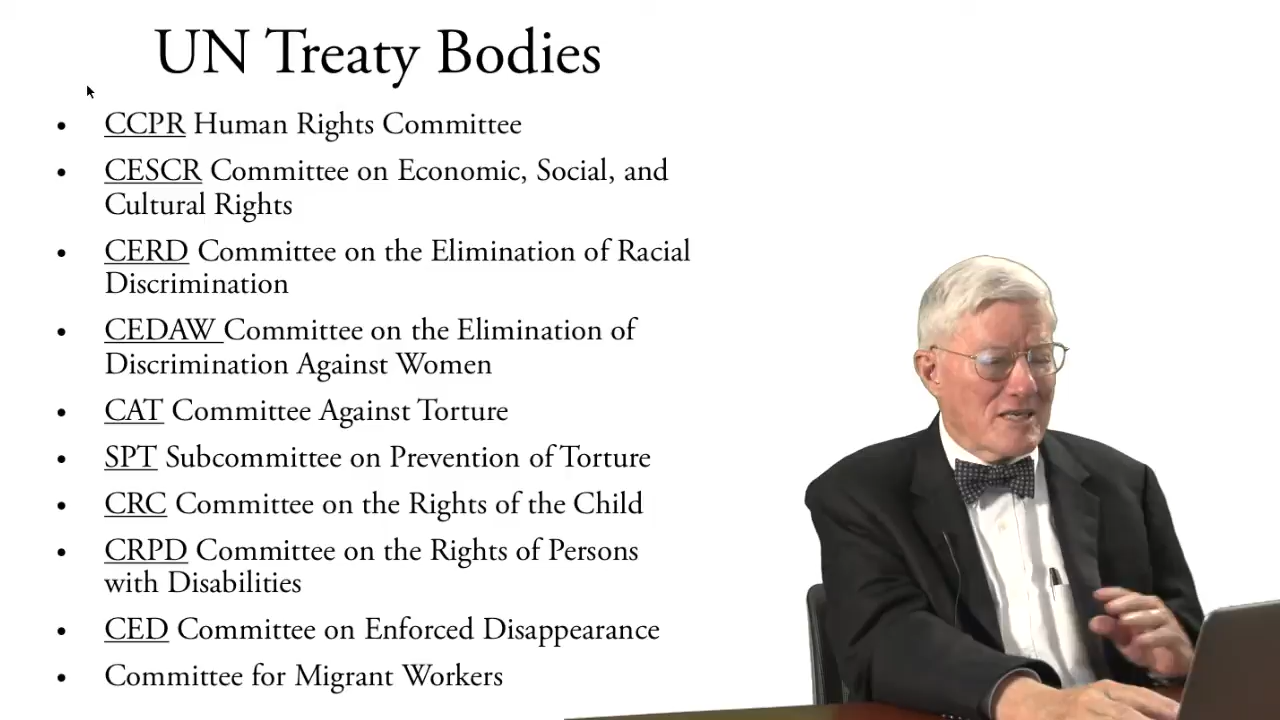 UN Treaty Bodies
• CCPR Human Rights Committee
• CESCR Committee on Economic, Social, and
Cultural Rights
• CERD Committee on the Elimination of Racial
Discrimination
• CEDAW Committee on the Elimination of
Discrimination Against Women
• CAT Committee Against Torture
• SPT Subcommittee on Prevention of Torture
• CRC Committee on the Rights of the Child
• CRPD Committee on the Rights of Persons
with Disabilities
• CED Committee on Enforced Disappearance
• Committee for Migrant Workers